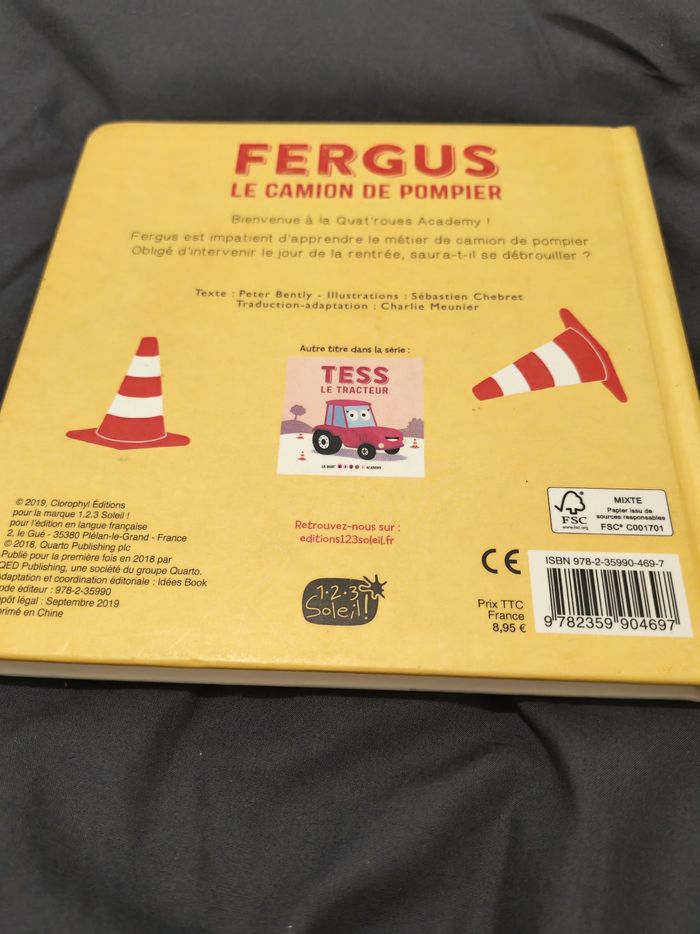 FERGUS
LE CAMION DE POMPIER
Bienvenue à la Quat'roues Academy !
Fergus est impatient d'apprendre le métier de camion de pompier
Obligé d'intervenir le jour de la rentrée, saura-t-il se débrouiller ?
Texte : Peter Bently - Illustrations : Sébastien Chebret
Traduction-adaptation : Charlie Meunier
Autre titre dans la série :
TESS
LE TRACTEUR
LA QUAT' ACADEMY
© 2019, Clorophyl Éditions
pour la marque 1.2.3 Soleil !
pour l'édition en langue française
2, le Gué - 35380 Plélan-le-Grand - France
© 2018, Quarto Publishing plc
Publié pour la première fois en 2018 par
QED Publishing, une société du groupe Quarto.
Adaptation et coordination éditoriale : Idées Book
ode éditeur : 978-2-35990
pôt légal : Septembre 2019
primé en Chine
Retrouvez-nous sur :
editions123soleil.fr
1.2.3
Soleil!
FSC
www.fsc.org
MIXTE
Papier issu de
sources responsables
FSC® C001701
CE
Prix TTC
France
8,95 €
ISBN 978-2-35990-469-7
9 782359 904697